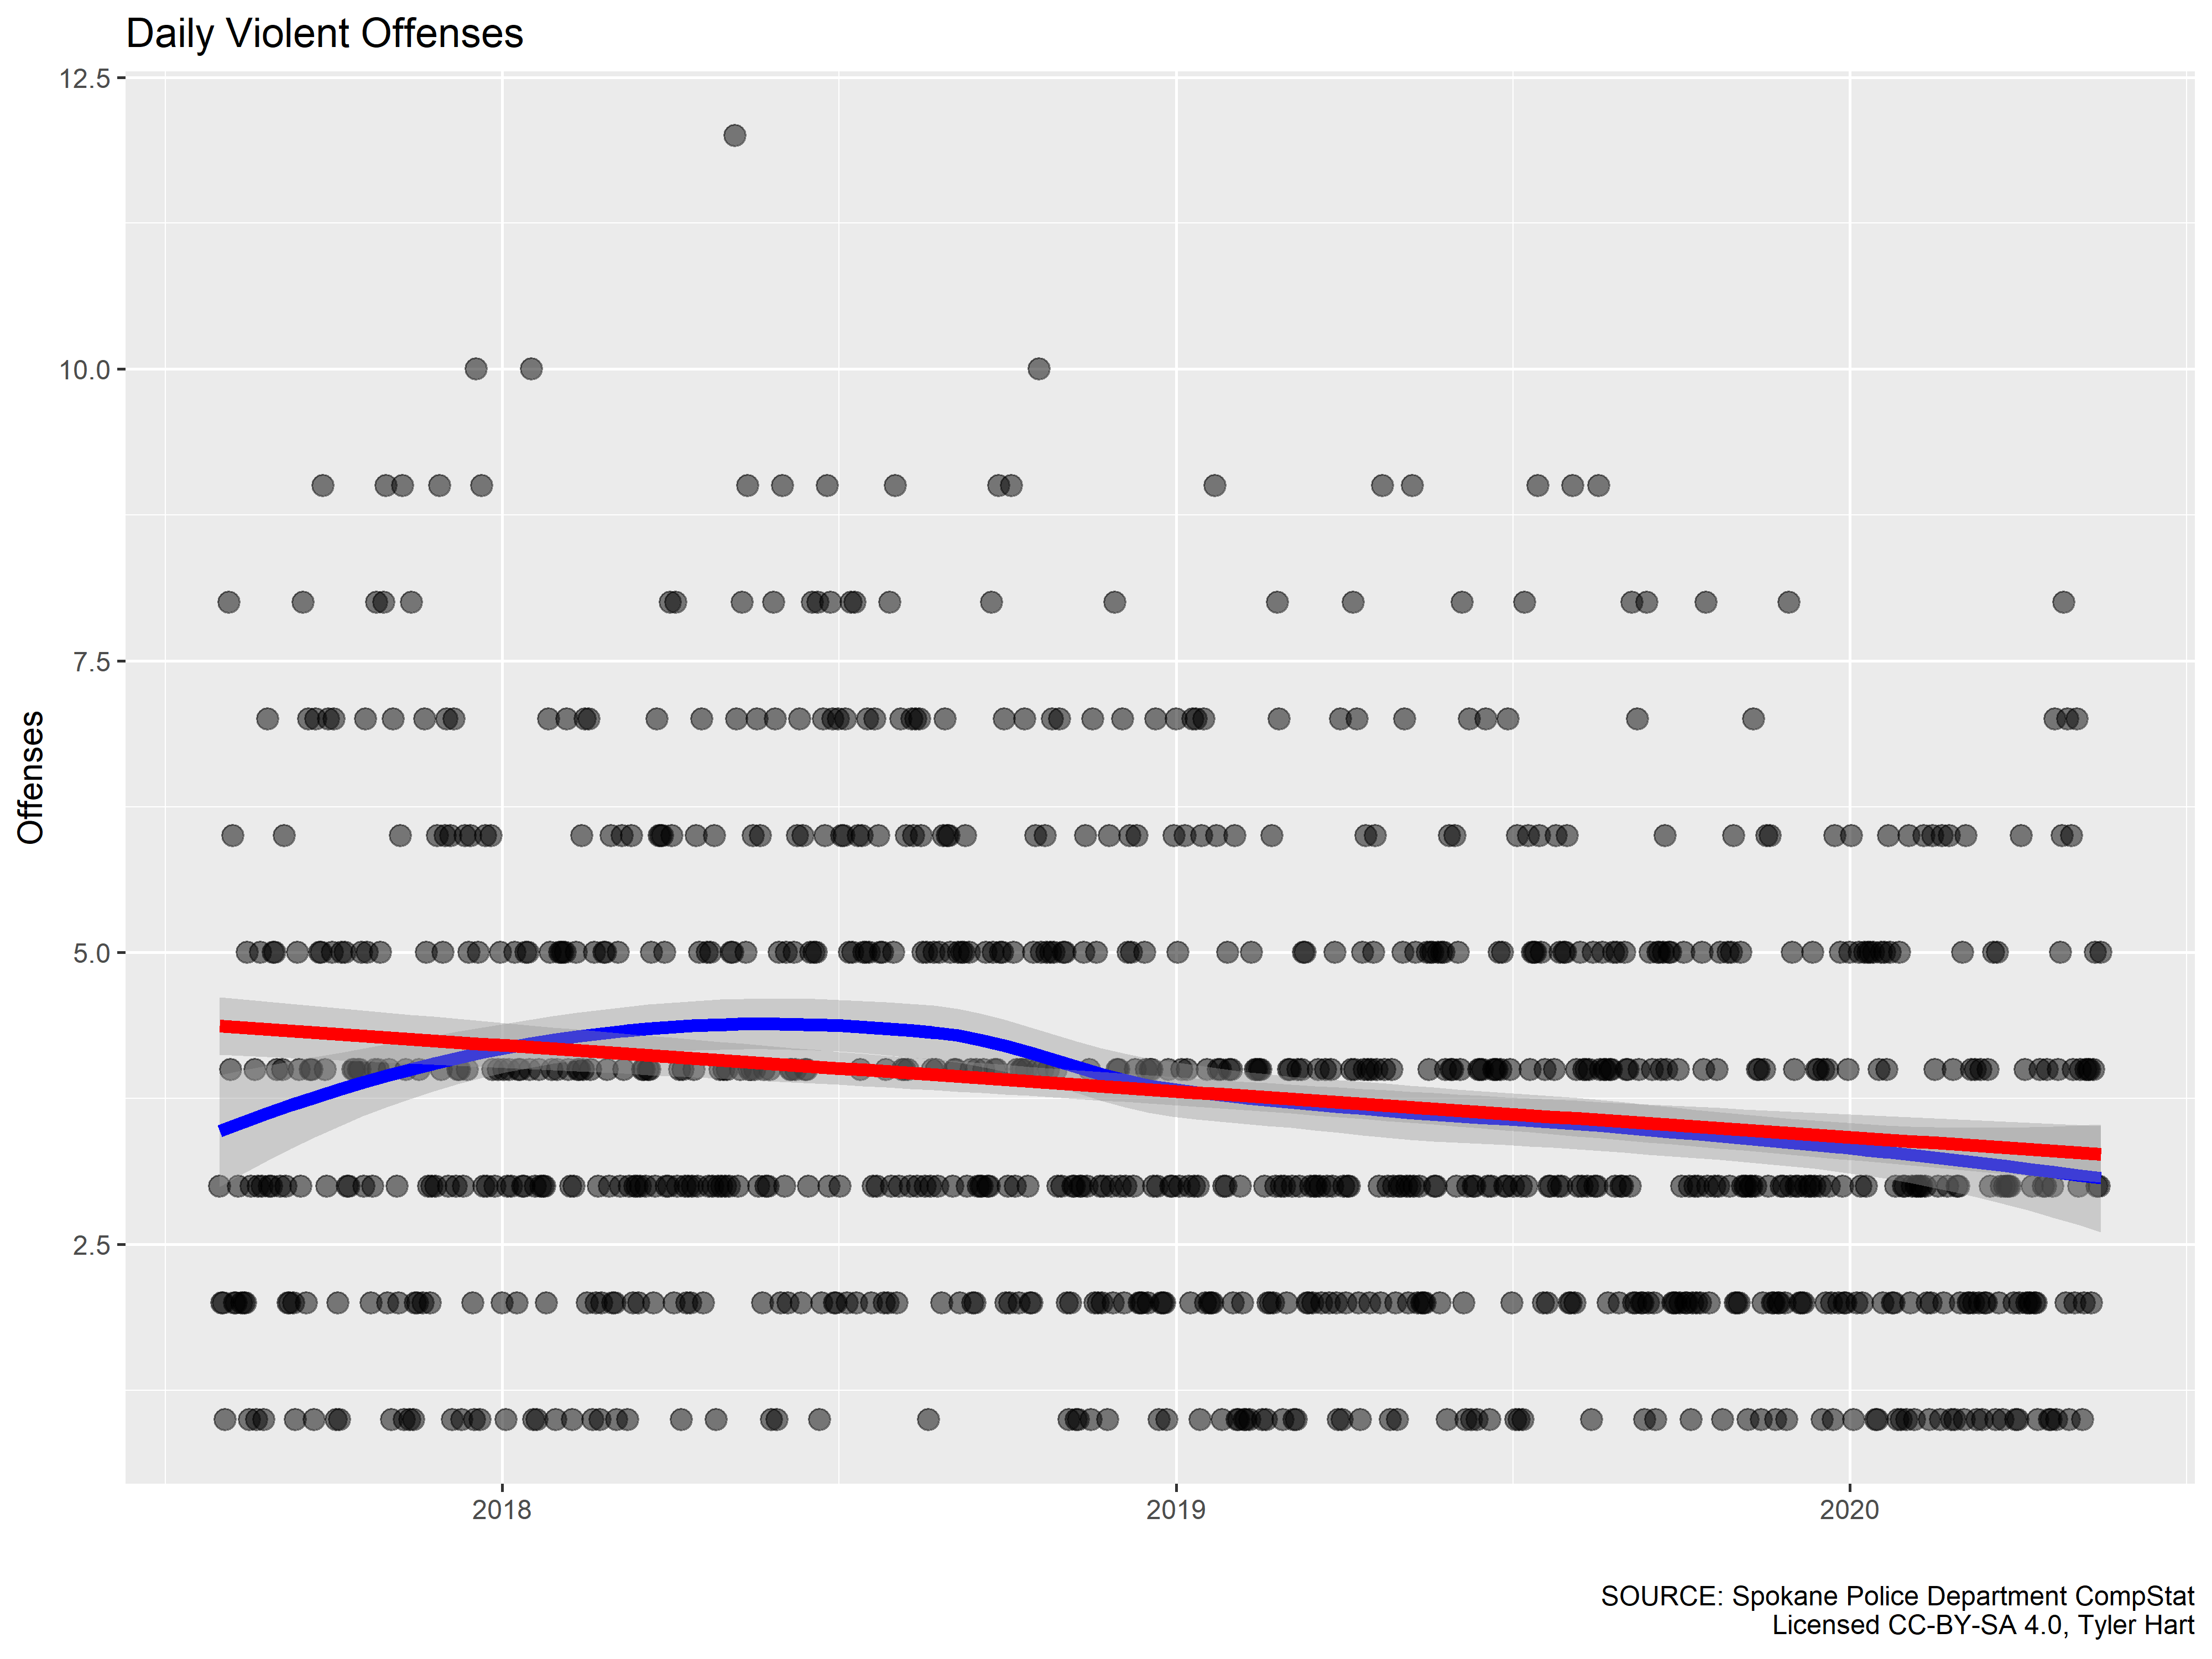 Daily Violent Offenses
12.5
10.0
7.5
5.0
2.5
Offenses
2018
2019
2020
SOURCE: Spokane Police Department CompStat
Licensed CC-BY-SA 4.0, Tyler Hart